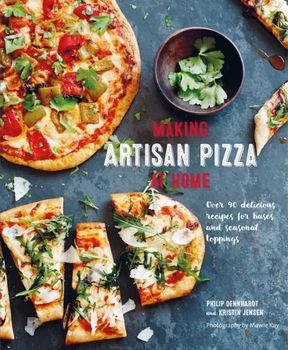 MAKING
ARTISAN PIZZA
AT HOME
Over 90 delicious
recipes for bases
and seasonal
toppings
PHILIP DENNHARDT
and KRISTIN JENSEN
Photography by Mowie Kay